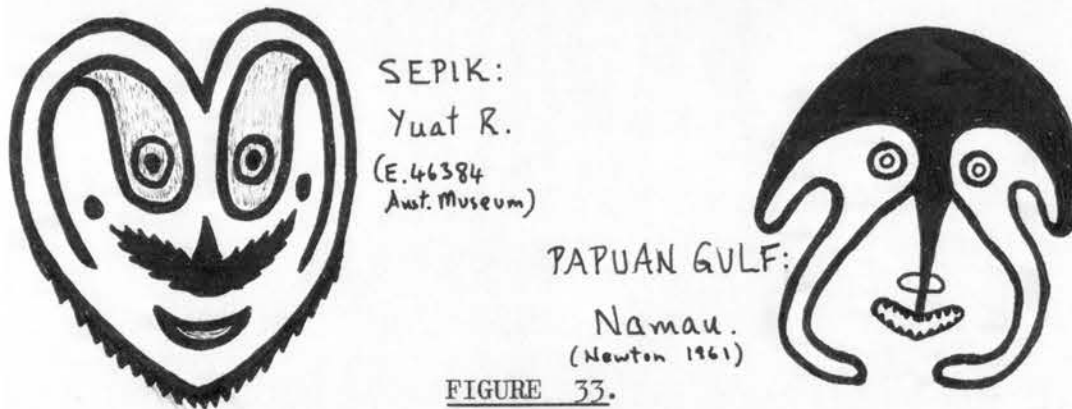 SEPIK:
Yuat R.
(E.46384
Aust. Museum)
PAPUAN GULF:
Namau.
(Newton 1961)
FIGURE 33.